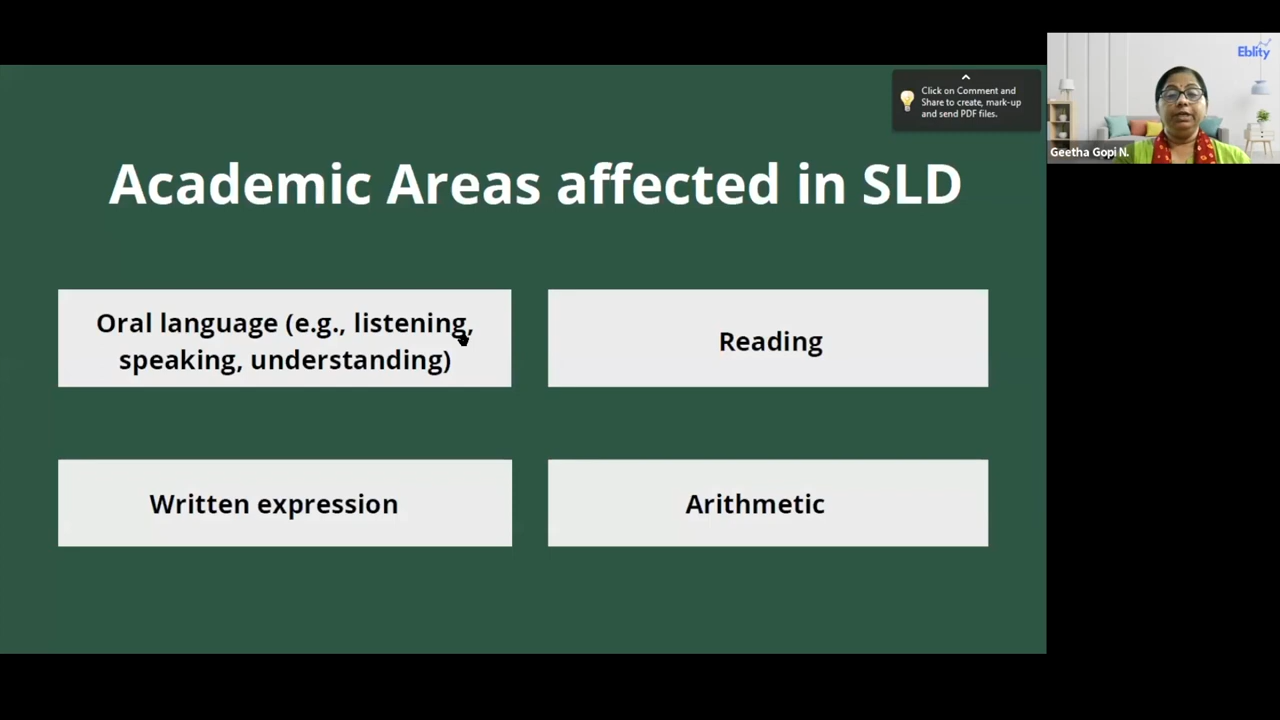 Eblity
Click on Comment and
Share to create, mark-up
and send PDF files.
Geetha Gopi N.
Academic Areas affected in SLD
Oral language (e.g., listening,
speaking, understanding)
Reading
Written expression
Arithmetic